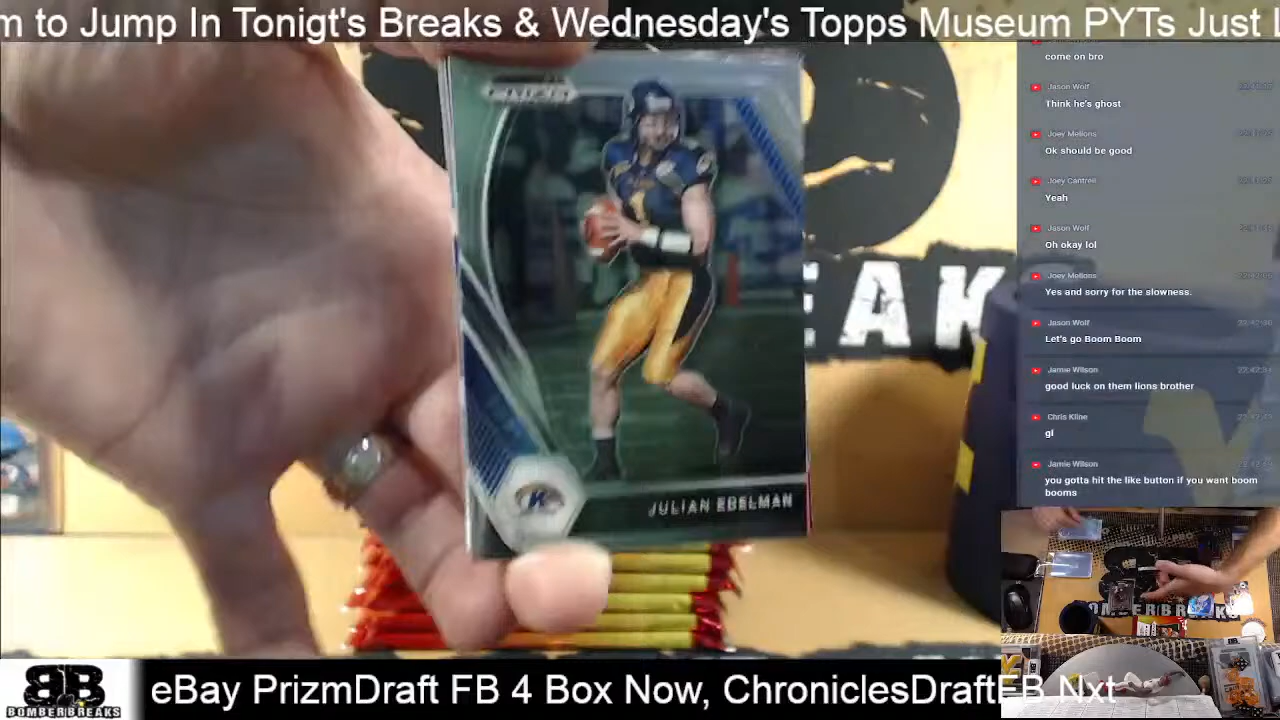 m to Jump In Tonigt's Breaks & Wednesday's Topps Museum PYTs Just L
come on bro
Jason Wolf
Think he's ghost
Joey Mellons
Ok should be good
Joey Cantrell
Yeah
Jason Wolf
Oh okay lol
Joey Mellons
Yes and sorry for the slowness.
Jason Wolf
Let's go Boom Boom
Jamie Wilson
good luck on them lions brother
Chris Kline
gl
Jamie Wilson
you gotta hit the like button if you want boom
booms
PRIZM
1
JULIAN EDELMAN
EAK
BOMBERBREAKS
BB
BOMBERBREAKS
eBay PrizmDraft FB 4 Box Now, ChroniclesDraftFB Nxt